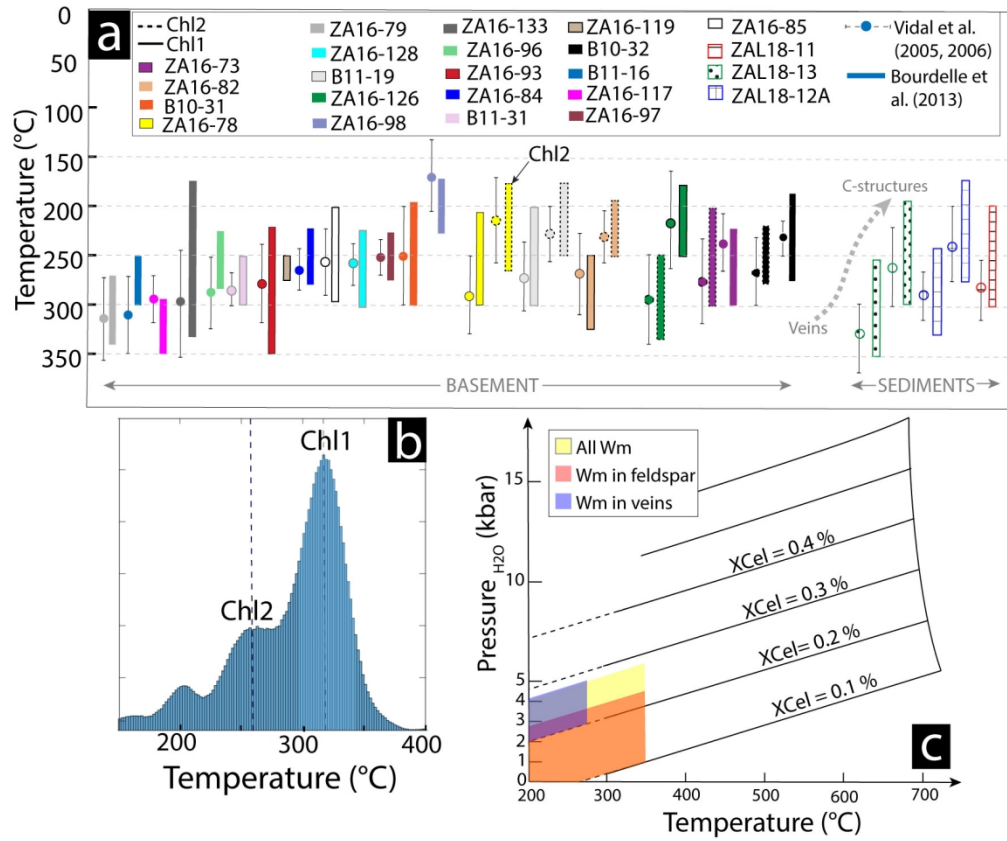 a
0
50
100
150
200
250
300
350
Temperature (°C)
Chl2
Chl1
ZA16-73
ZA16-82
B10-31
ZA16-78
ZA16-79
ZA16-128
B11-19
ZA16-126
ZA16-98
ZA16-133
ZA16-96
ZA16-93
ZA16-84
B11-31
ZA16-119
B10-32
B11-16
ZA16-117
ZA16-97
ZA16-85
ZAL18-11
ZAL18-13
ZAL18-12A
Vidal et al.
(2005, 2006)
Bourdelle et
al. (2013)
Chl2
C-structures
Veins
BASEMENT
SEDIMENTS
b
Chl1
Chl2
200
300
400
Temperature (°C)
All Wm
Wm in feldspar
Wm in veins
Pressure H2O (kbar)
15
10
5
4
3
2
1
0
XCel = 0.4 %
XCel = 0.3 %
XCel= 0.2 %
XCel = 0.1 %
c
200
300
400
500
600
700
Temperature (°C)